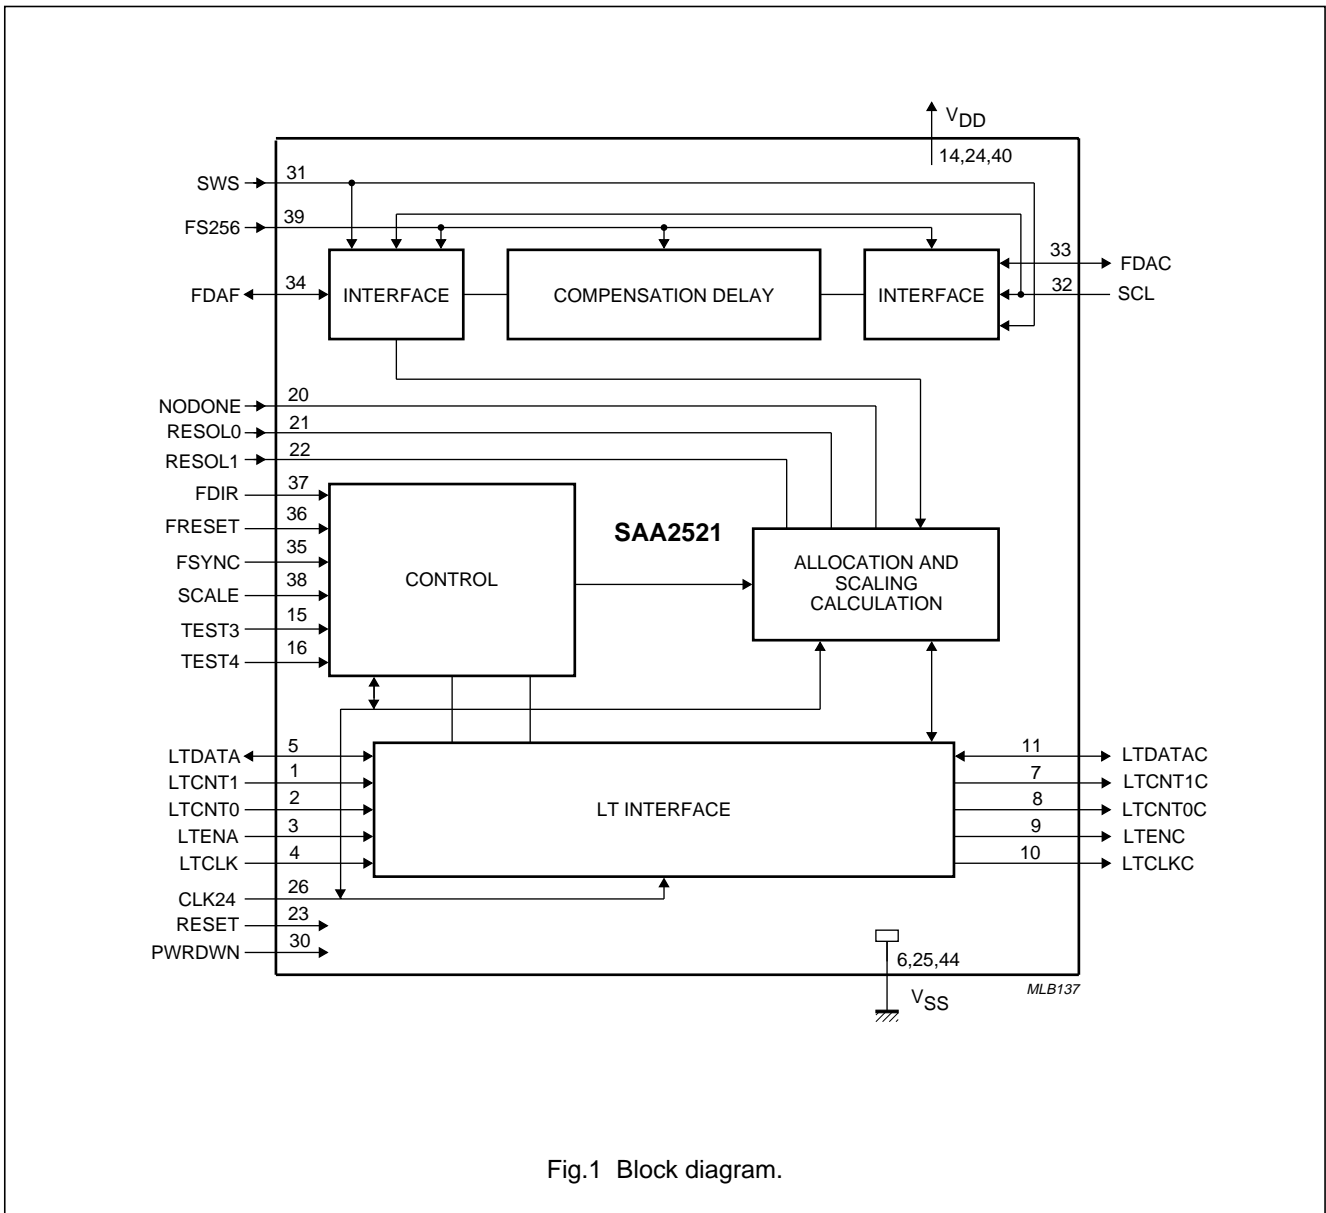 VDD
14,24,40
SWS 31
FS256 39
33 FDAC
FDAF 34 INTERFACE COMPENSATION DELAY INTERFACE 32 SCL
NODONE 20
RESOL0 21
RESOL1 22
FDIR 37
FRESET 36
SAA2521
FSYNC 35
SCALE 38
TEST3 15
TEST4 16
CONTROL
ALLOCATION AND
SCALING
CALCULATION
LTDATA 5
LTCNT1 1
LTCNT0 2
LTENA 3
LTCLK 4
LT INTERFACE
11 LTDATAC
7 LTCNT1C
8 LTCNT0C
9 LTENC
10 LTCLKC
CLK24 26
RESET 23
PWRDWN 30
6,25,44
VSS
MLB137
Fig.1 Block diagram.